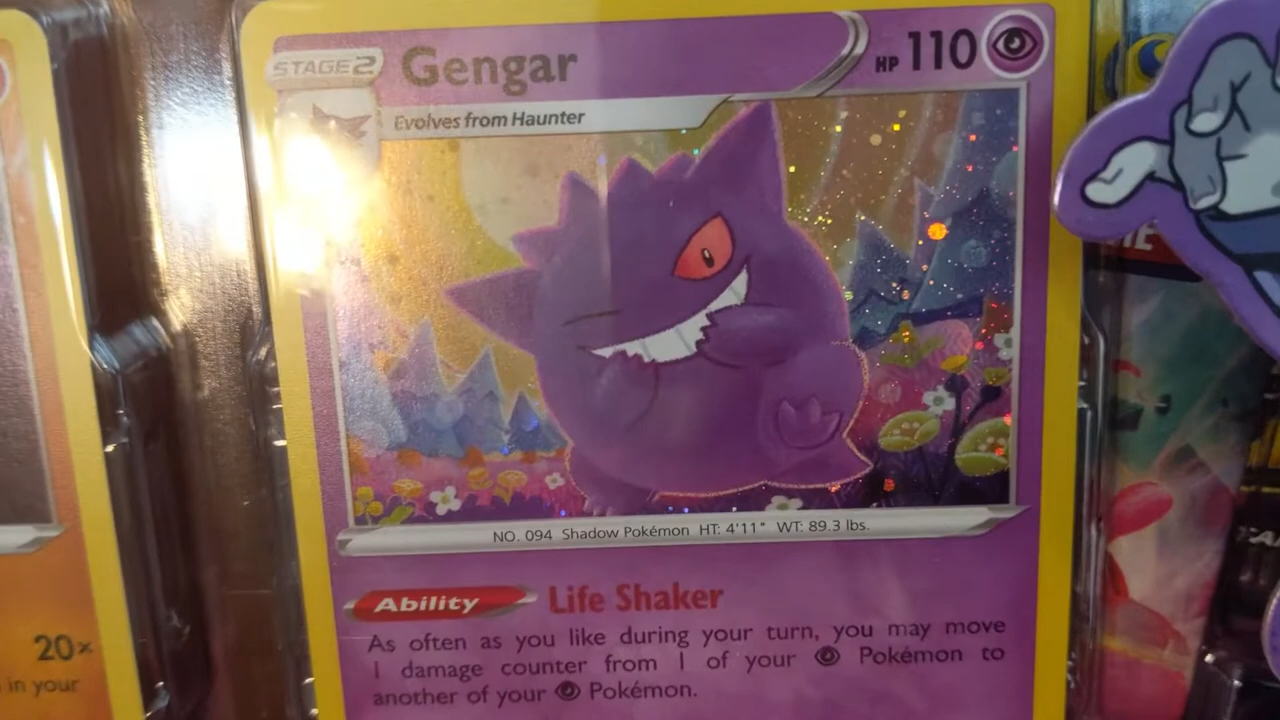 STAGE2 Gengar HP 110
Evolves from Haunter
NO. 094 Shadow Pokémon HT: 4'11" WT: 89.3 lbs.
Ability Life Shaker
As often as you like during your turn, you may move
1 damage counter from 1 of your Pokémon to
another of your Pokémon.
20×
in your